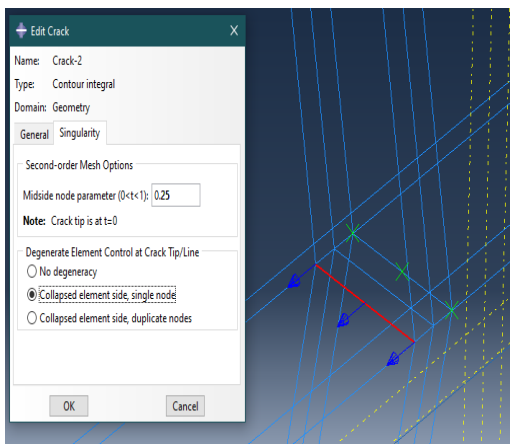 Edit Crack
X
Name: Crack-2
Type: Contour integral
Domain: Geometry
General Singularity
Second-order Mesh Options
Midside node parameter (0<t<1): 0.25
Note: Crack tip is at t=0
Degenerate Element Control at Crack Tip/Line
No degeneracy
Collapsed element side, single node
Collapsed element side, duplicate nodes
OK Cancel